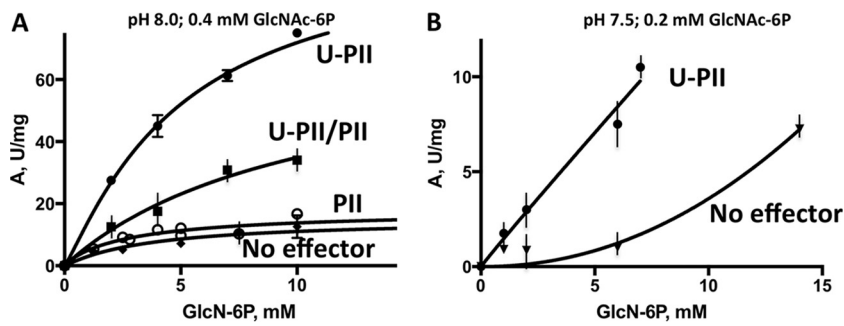 A
pH 8.0; 0.4 mM GlcNAc-6P
U-PII
U-PII/PII
PII
No effector
A, U/mg
60
40
20
0
0
5
10
GlcN-6P, mM
B
pH 7.5; 0.2 mM GlcNAc-6P
U-PII
No effector
A, U/mg
10
5
0
0
5
10
15
GlcN-6P, mM